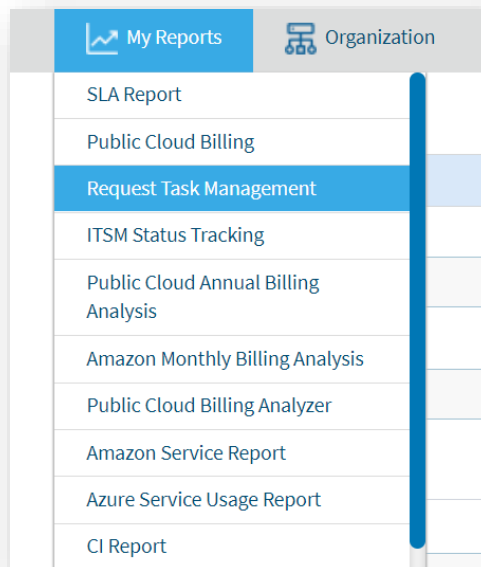 My Reports
Organization
SLA Report
Public Cloud Billing
Request Task Management
ITSM Status Tracking
Public Cloud Annual Billing
Analysis
Amazon Monthly Billing Analysis
Public Cloud Billing Analyzer
Amazon Service Report
Azure Service Usage Report
CI Report